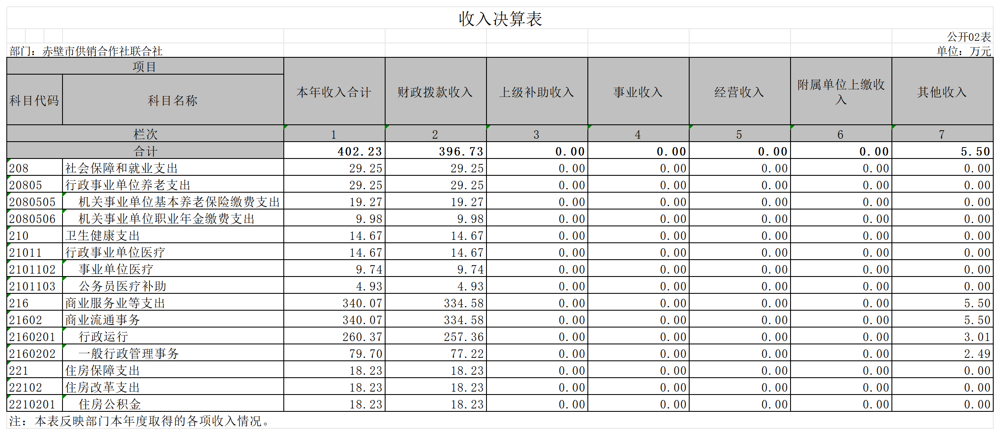 收入决算表
公开02表
部门：赤壁市供销合作社联合社 单位：万元
项目 本年收入合计 财政拨款收入 上级补助收入 事业收入 经营收入 附属单位上缴收入 其他收入
科目代码 科目名称
栏次 1 2 3 4 5 6 7
合计 402.23 396.73 0.00 0.00 0.00 0.00 5.50
208 社会保障和就业支出 29.25 29.25 0.00 0.00 0.00 0.00 0.00
20805 行政事业单位养老支出 29.25 29.25 0.00 0.00 0.00 0.00 0.00
2080505 机关事业单位基本养老保险缴费支出 19.27 19.27 0.00 0.00 0.00 0.00 0.00
2080506 机关事业单位职业年金缴费支出 9.98 9.98 0.00 0.00 0.00 0.00 0.00
210 卫生健康支出 14.67 14.67 0.00 0.00 0.00 0.00 0.00
21011 行政事业单位医疗 14.67 14.67 0.00 0.00 0.00 0.00 0.00
2101102 事业单位医疗 9.74 9.74 0.00 0.00 0.00 0.00 0.00
2101103 公务员医疗补助 4.93 4.93 0.00 0.00 0.00 0.00 0.00
216 商业服务业等支出 340.07 334.58 0.00 0.00 0.00 0.00 5.50
21602 商业流通事务 340.07 334.58 0.00 0.00 0.00 0.00 5.50
2160201 行政运行 260.37 257.36 0.00 0.00 0.00 0.00 3.01
2160202 一般行政管理事务 79.70 77.22 0.00 0.00 0.00 0.00 2.49
221 住房保障支出 18.23 18.23 0.00 0.00 0.00 0.00 0.00
22102 住房改革支出 18.23 18.23 0.00 0.00 0.00 0.00 0.00
2210201 住房公积金 18.23 18.23 0.00 0.00 0.00 0.00 0.00
注：本表反映部门本年度取得的各项收入情况。